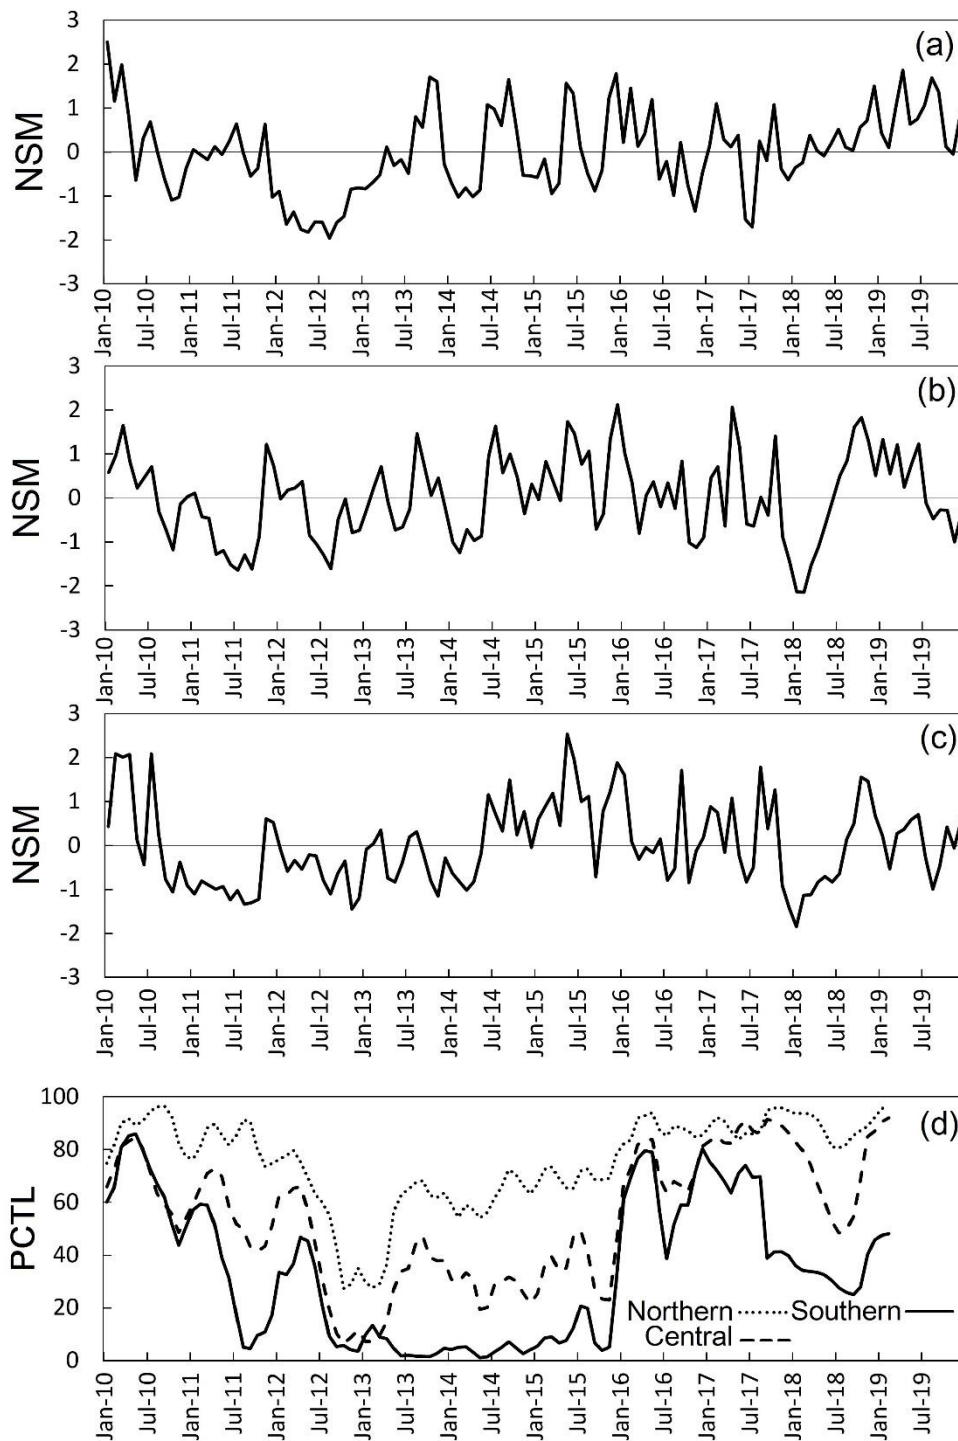 (a)
NSM
3
2
1
0
-1
-2
-3
Jan-10 Jul-10 Jan-11 Jul-11 Jan-12 Jul-12 Jan-13 Jul-13 Jan-14 Jul-14 Jan-15 Jul-15 Jan-16 Jul-16 Jan-17 Jul-17 Jan-18 Jul-18 Jan-19 Jul-19
(b)
NSM
3
2
1
0
-1
-2
-3
Jan-10 Jul-10 Jan-11 Jul-11 Jan-12 Jul-12 Jan-13 Jul-13 Jan-14 Jul-14 Jan-15 Jul-15 Jan-16 Jul-16 Jan-17 Jul-17 Jan-18 Jul-18 Jan-19 Jul-19
(c)
NSM
3
2
1
0
-1
-2
-3
Jan-10 Jul-10 Jan-11 Jul-11 Jan-12 Jul-12 Jan-13 Jul-13 Jan-14 Jul-14 Jan-15 Jul-15 Jan-16 Jul-16 Jan-17 Jul-17 Jan-18 Jul-18 Jan-19 Jul-19
(d)
PCTL
100
80
60
40
20
0
Northern Southern
Central
Jan-10 Jul-10 Jan-11 Jul-11 Jan-12 Jul-12 Jan-13 Jul-13 Jan-14 Jul-14 Jan-15 Jul-15 Jan-16 Jul-16 Jan-17 Jul-17 Jan-18 Jul-18 Jan-19 Jul-19